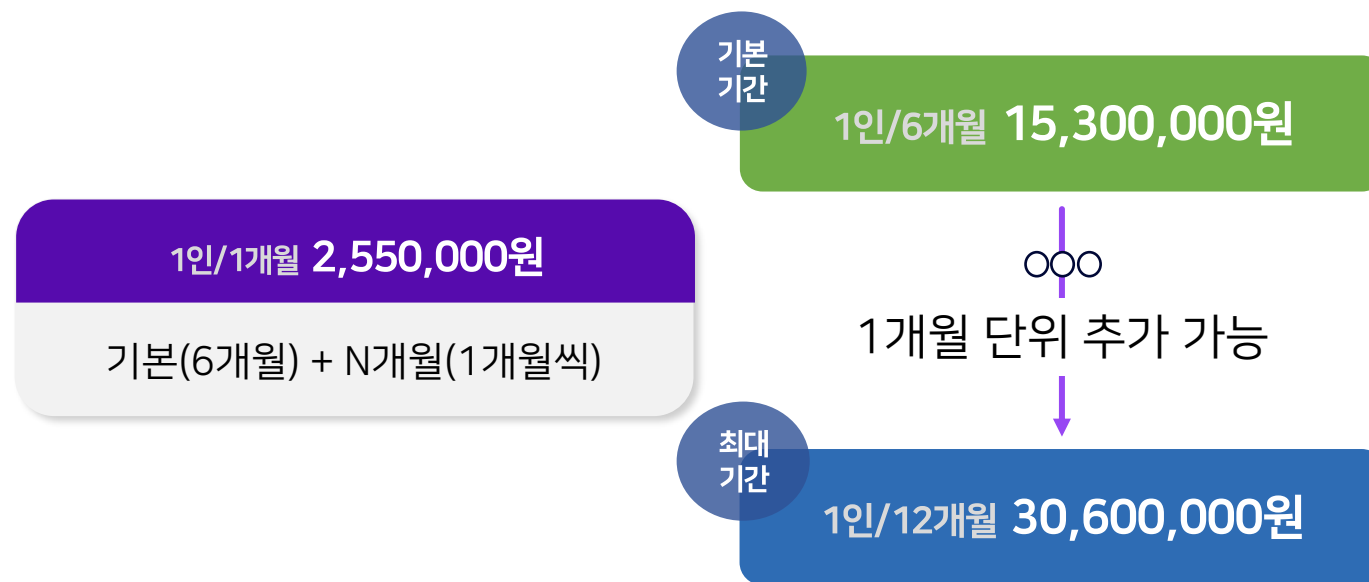 기본
기간
1인/6개월 15,300,000원
1인/1개월 2,550,000원
기본(6개월) + N개월(1개월씩)
1개월 단위 추가 가능
최대
기간
1인/12개월 30,600,000원